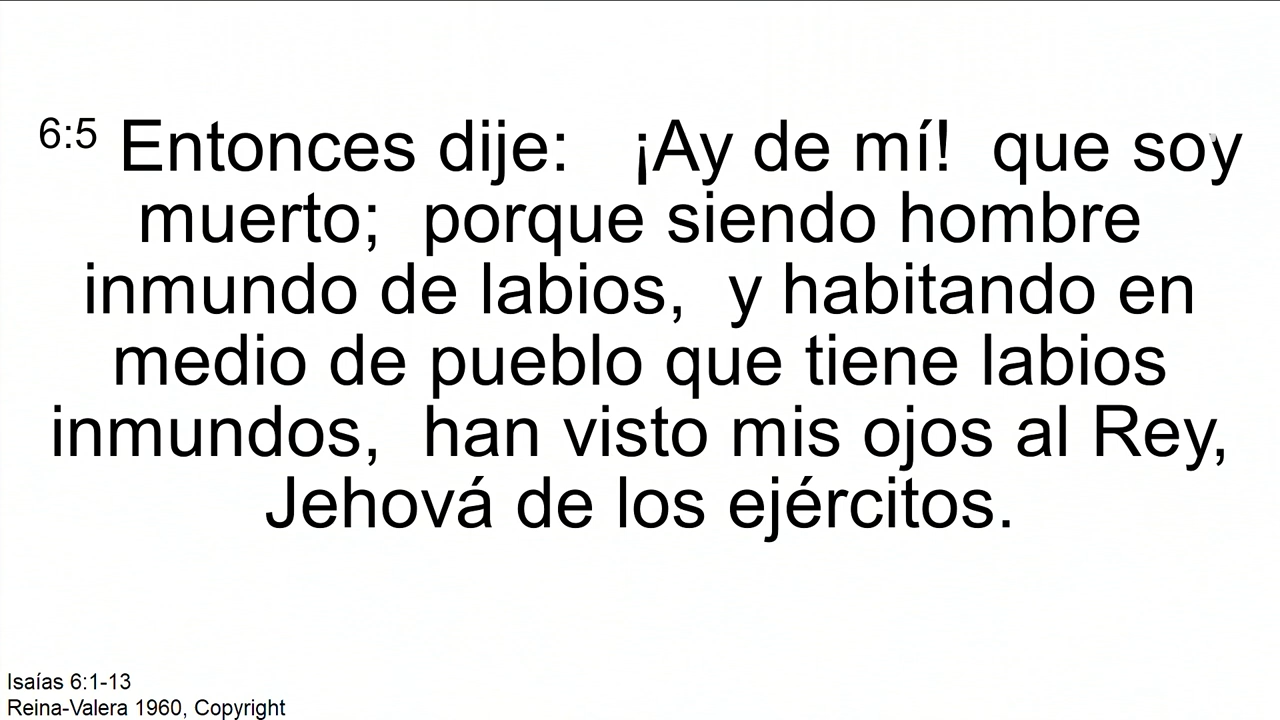 6:5 Entonces dije: ¡Ay de mí! que soy
muerto; porque siendo hombre
inmundo de labios, y habitando en
medio de pueblo que tiene labios
inmundos, han visto mis ojos al Rey,
Jehová de los ejércitos.
Isaías 6:1-13
Reina-Valera 1960, Copyright